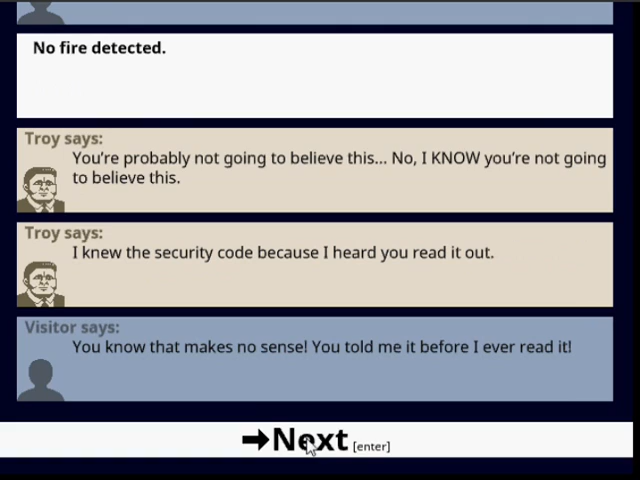 No fire detected.
Troy says:
You’re probably not going to believe this... No, I KNOW you’re not going
to believe this.
Troy says:
I knew the security code because I heard you read it out.
Visitor says:
You know that makes no sense! You told me it before I ever read it!
➡Next [enter]